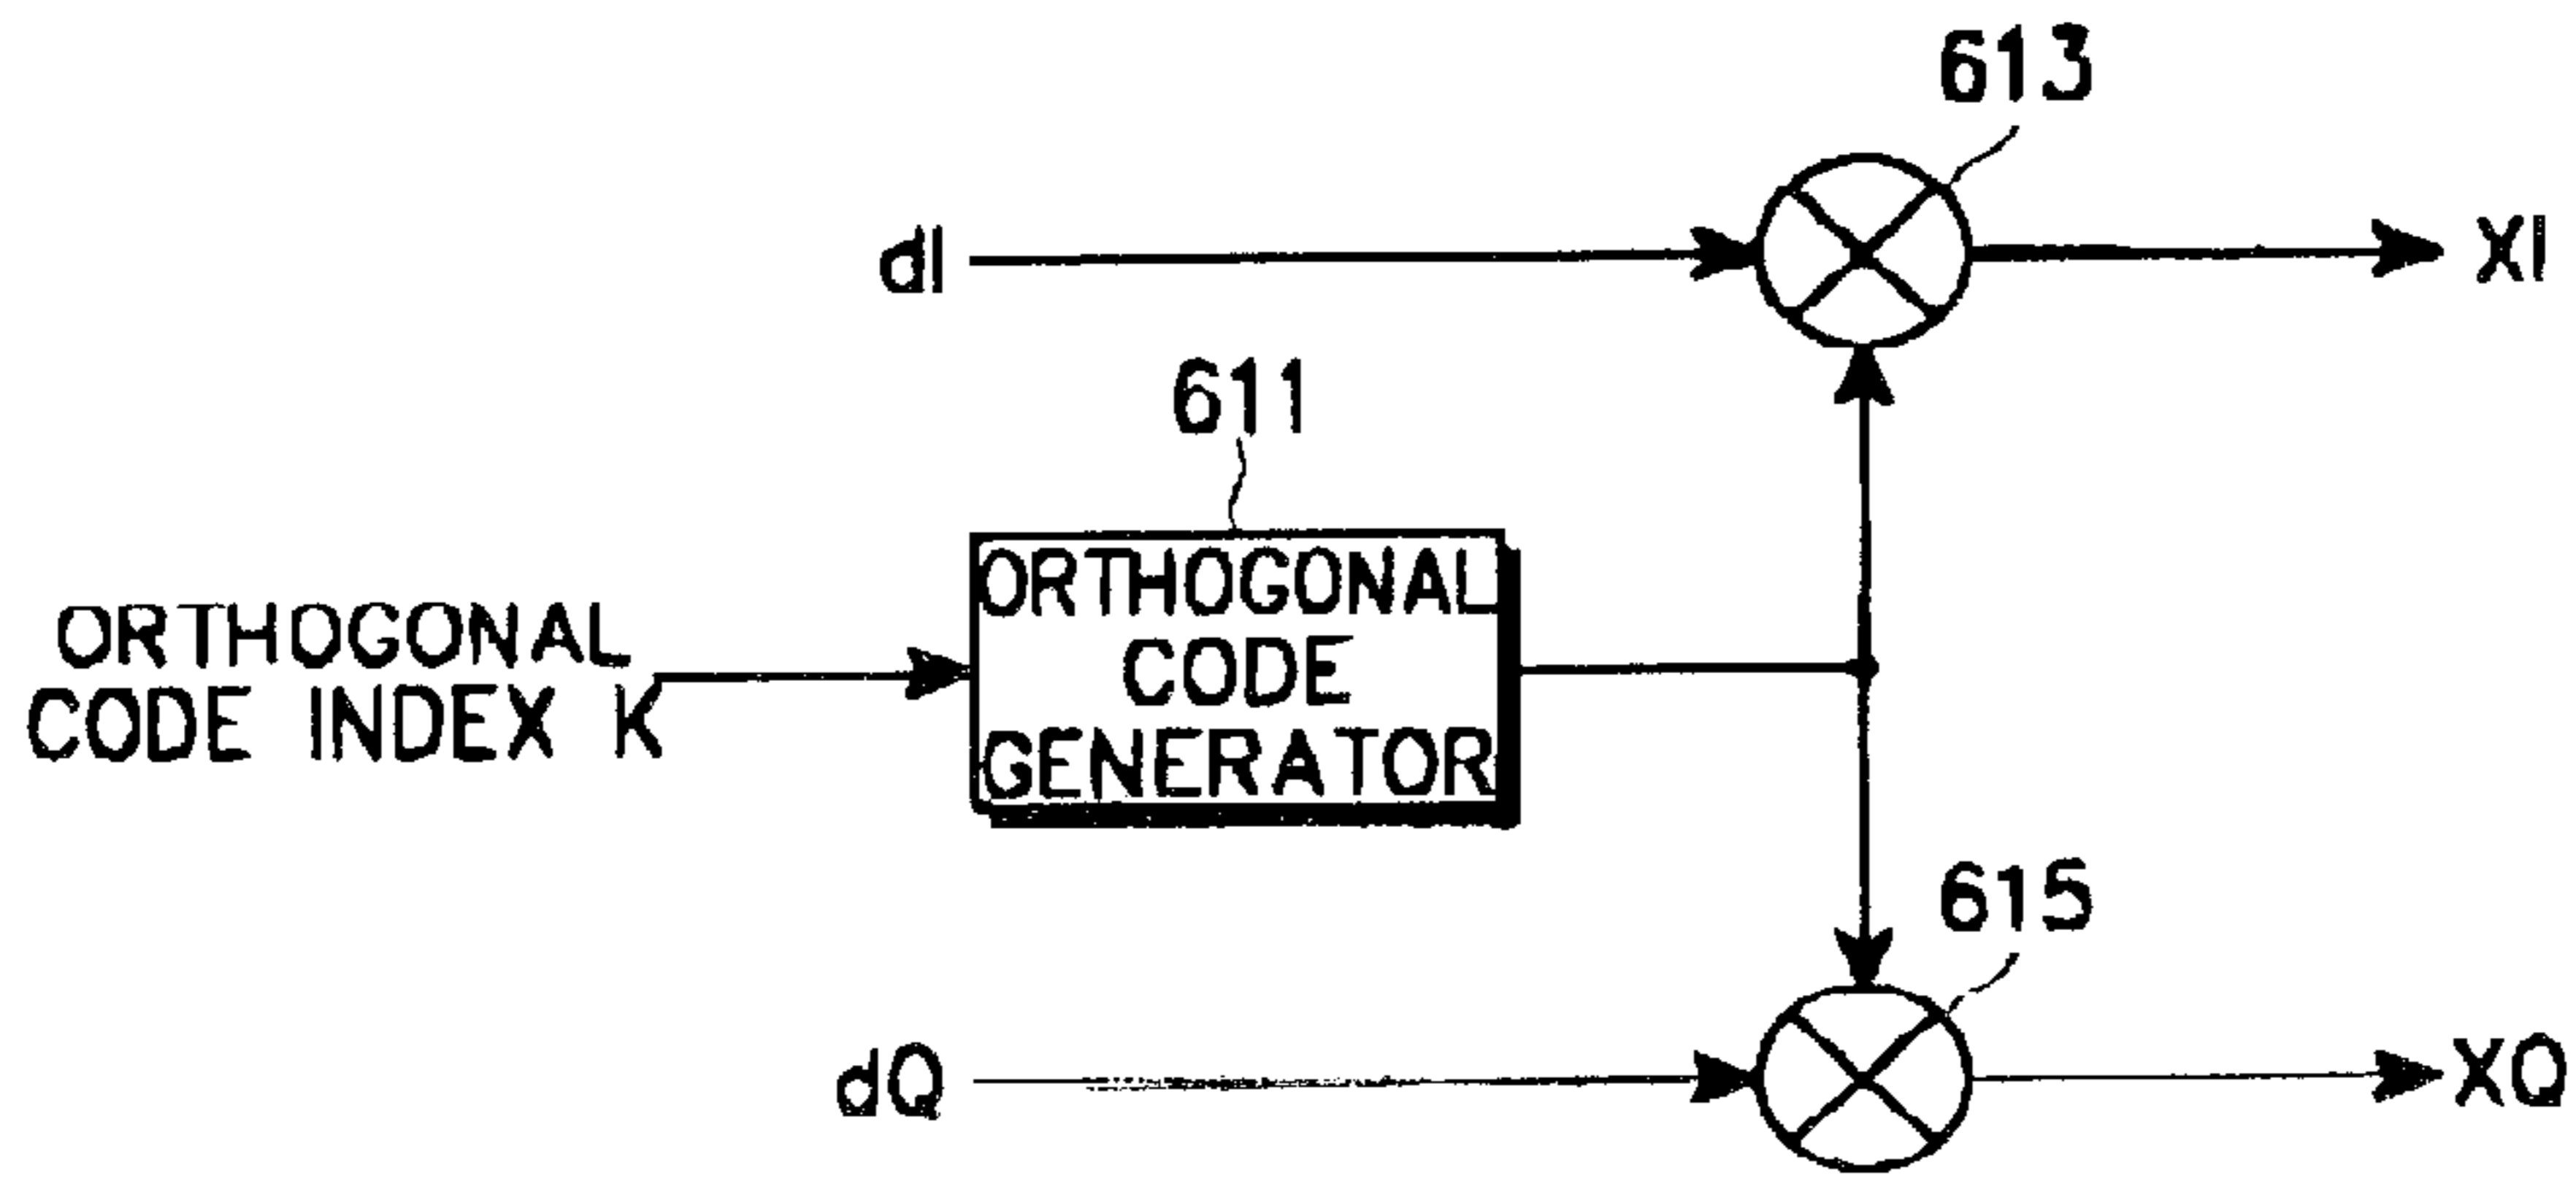 613
dI
XI
611
ORTHOGONAL
CODE INDEX K
ORTHOGONAL
CODE
GENERATOR
615
dQ
XQ